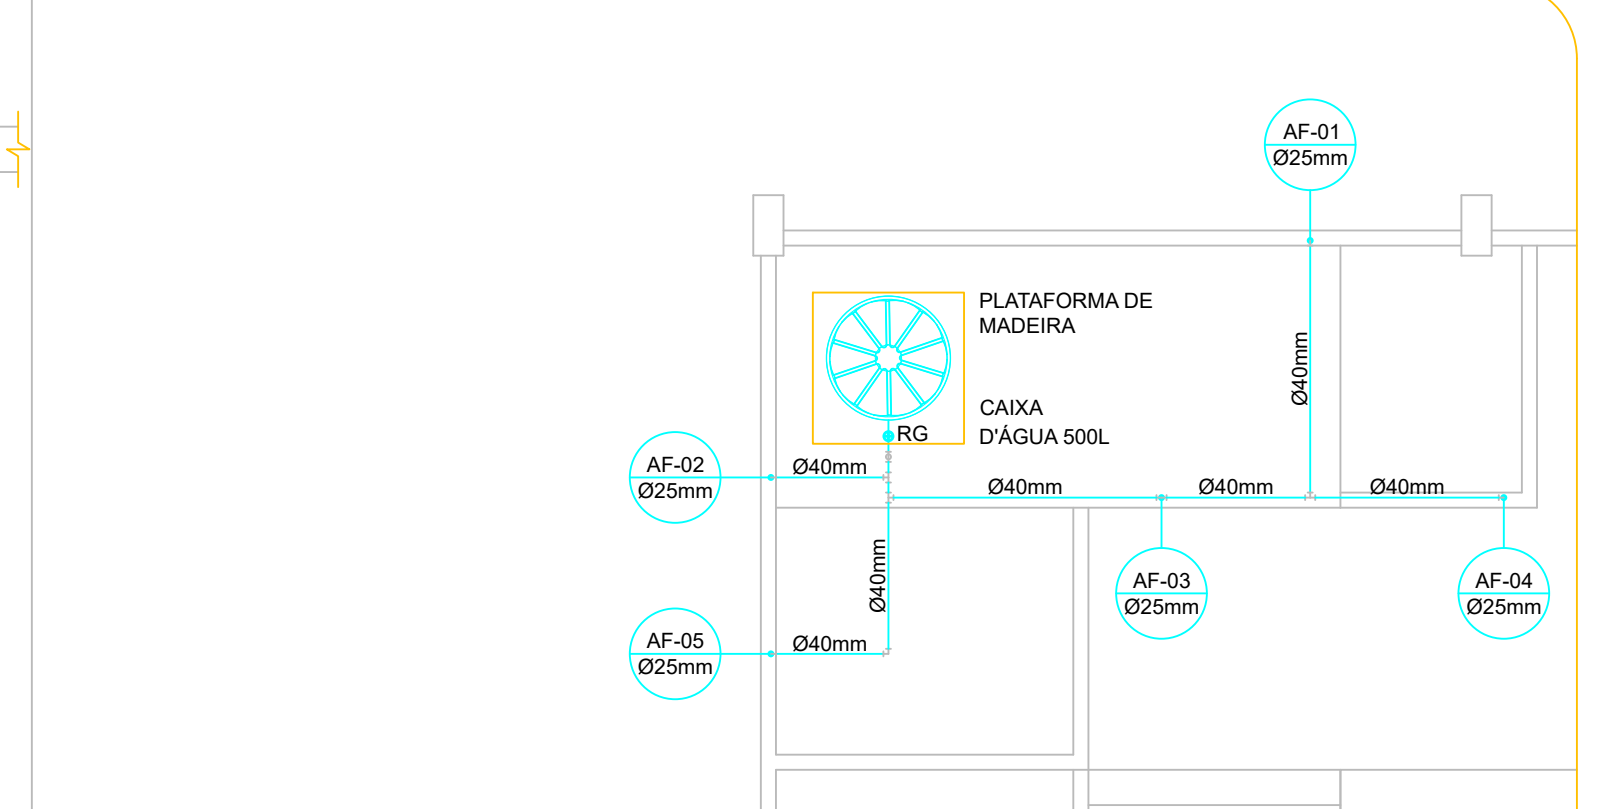 AF-01
Ø25mm
PLATAFORMA DE
MADEIRA
Ø40mm
CAIXA
D'ÁGUA 500L
RG
AF-02
Ø25mm
Ø40mm
Ø40mm
Ø40mm
Ø40mm
Ø40mm
AF-03
Ø25mm
AF-04
Ø25mm
AF-05
Ø25mm
Ø40mm